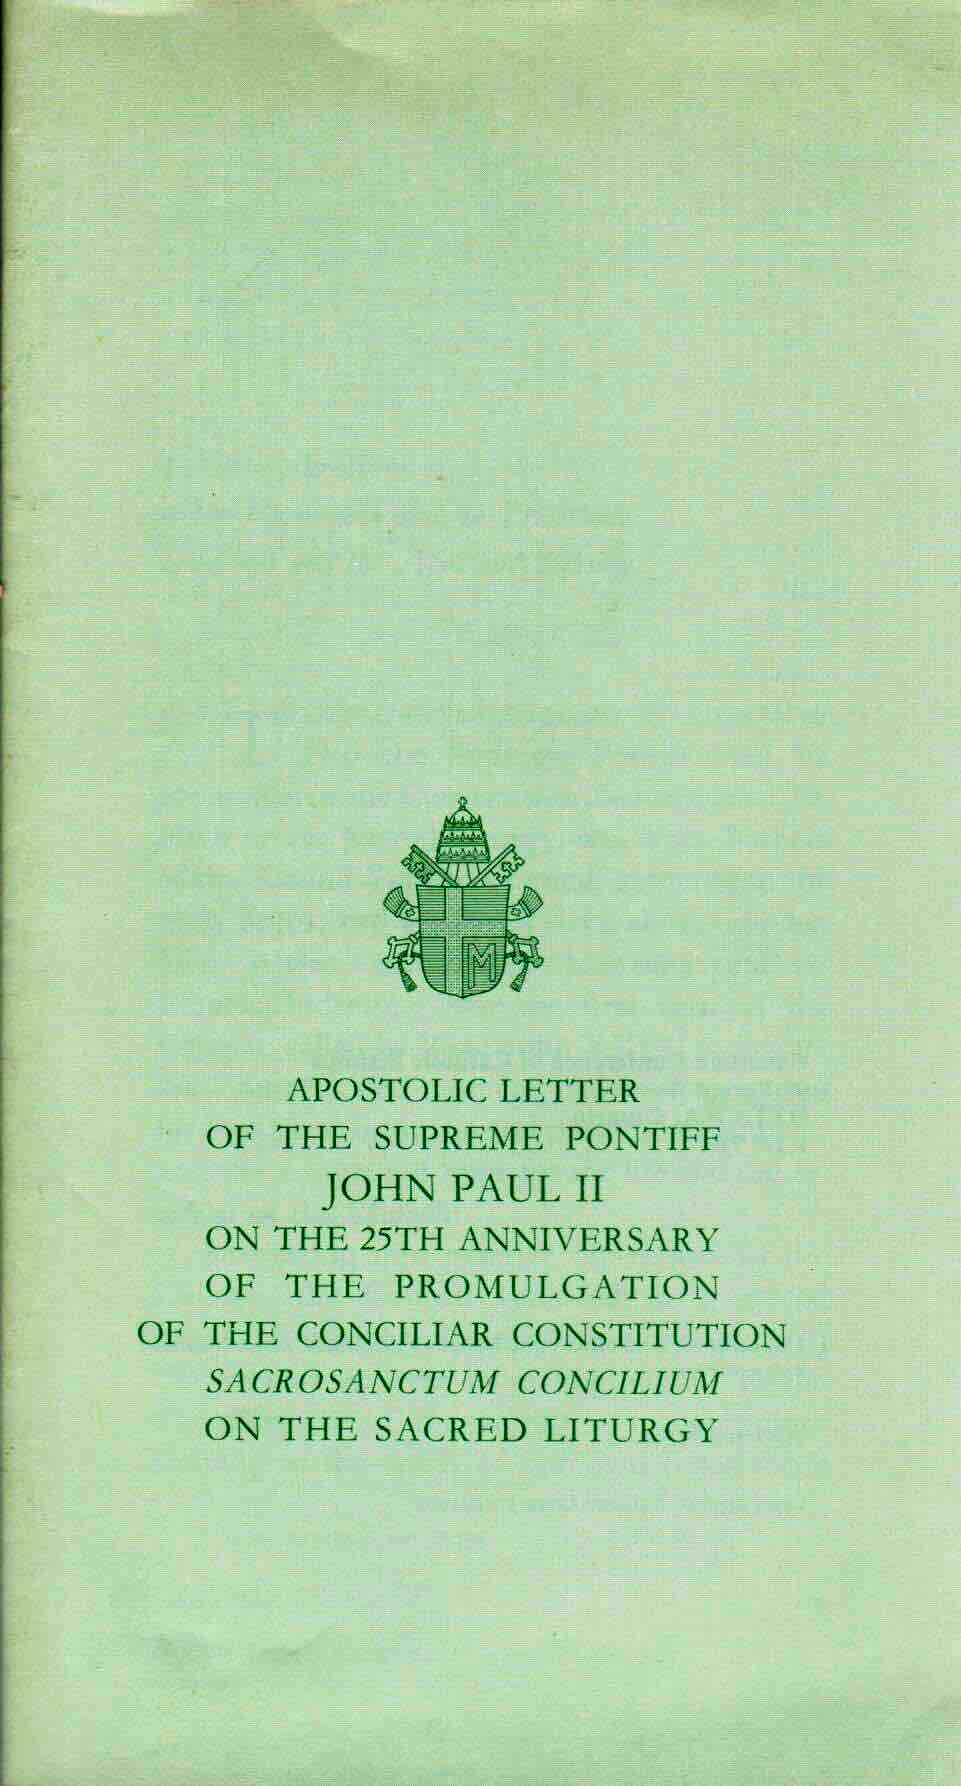 M
APOSTOLIC LETTER
OF THE SUPREME PONTIFF
JOHN PAUL II
ON THE 25TH ANNIVERSARY
OF THE PROMULGATION
OF THE CONCILIAR CONSTITUTION
SACROSANCTUM CONCILIUM
ON THE SACRED LITURGY